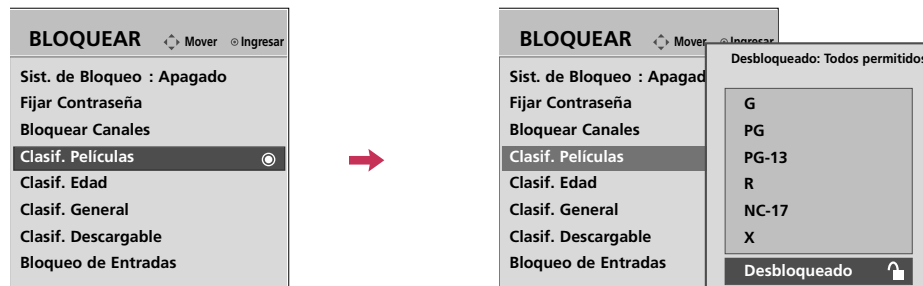 BLOQUEAR Mover Ingresar
Sist. de Bloqueo : Apagado
Fijar Contraseña
Bloquear Canales
Clasif. Películas
Clasif. Edad
Clasif. General
Clasif. Descargable
Bloqueo de Entradas
BLOQUEAR Mover Ingresar
Sist. de Bloqueo : Apagad
Fijar Contraseña
Bloquear Canales
Clasif. Películas
Clasif. Edad
Clasif. General
Clasif. Descargable
Bloqueo de Entradas
Desbloqueado: Todos permitidos
G
PG
PG-13
R
NC-17
X
Desbloqueado